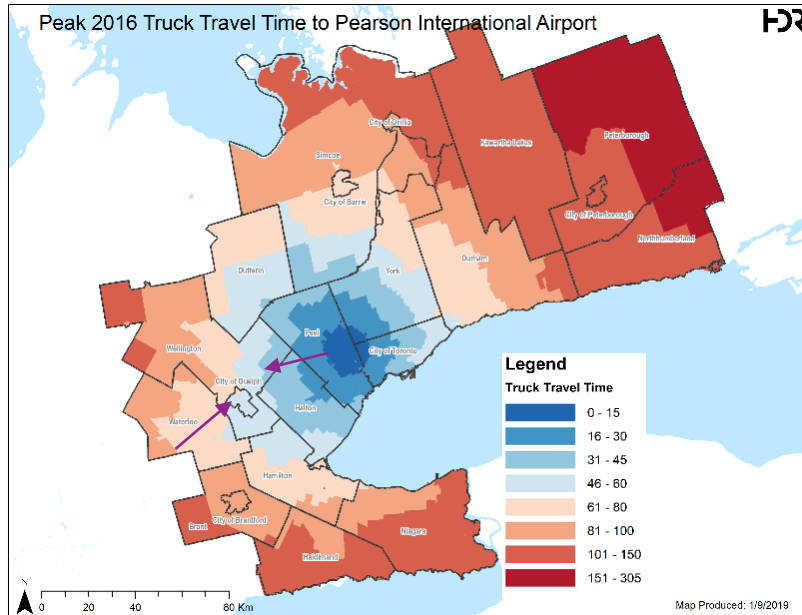 Peak 2016 Truck Travel Time to Pearson International Airport
HDR
City of Orillia
Kawartha Lakes
Peterborough
Simcoe
City of Barrie
City of Peterborough
Northumberland
Dufferin
York
Durham
Peel
City of Toronto
Wellington
City of Guelph
Halton
Waterloo
Hamilton
Brant
City of Brantford
Niagara
Haldimand
Legend
Truck Travel Time
0 - 15
16 - 30
31 - 45
46 - 60
61 - 80
81 - 100
101 - 150
151 - 305
N
0 20 40 80 Km
Map Produced: 1/9/2019